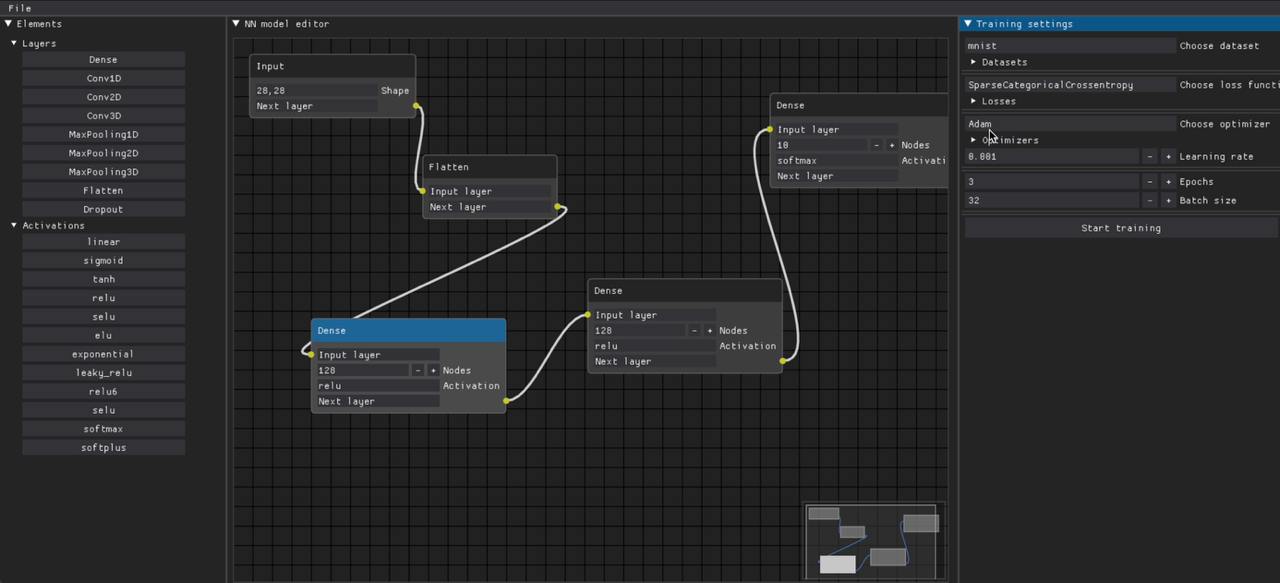 File
Elements
Layers
Dense
Conv1D
Conv2D
Conv3D
MaxPooling1D
MaxPooling2D
MaxPooling3D
Flatten
Dropout
Activations
linear
sigmoid
tanh
relu
selu
elu
exponential
leaky_relu
relu6
selu
softmax
softplus
NN model editor
Input
28,28 Shape
Next layer
Flatten
Input layer
Next layer
Dense
Input layer
128 - + Nodes
relu Activation
Next layer
Dense
Input layer
128 - + Nodes
relu Activation
Next layer
Dense
Input layer
10 - + Nodes
softmax Activati
Next layer
Training settings
mnist Choose dataset
Datasets
SparseCategoricalCrossentropy Choose loss functi
Losses
Adam Choose optimizer
Optimizers
0.001 - + Learning rate
3 - + Epochs
32 - + Batch size
Start training